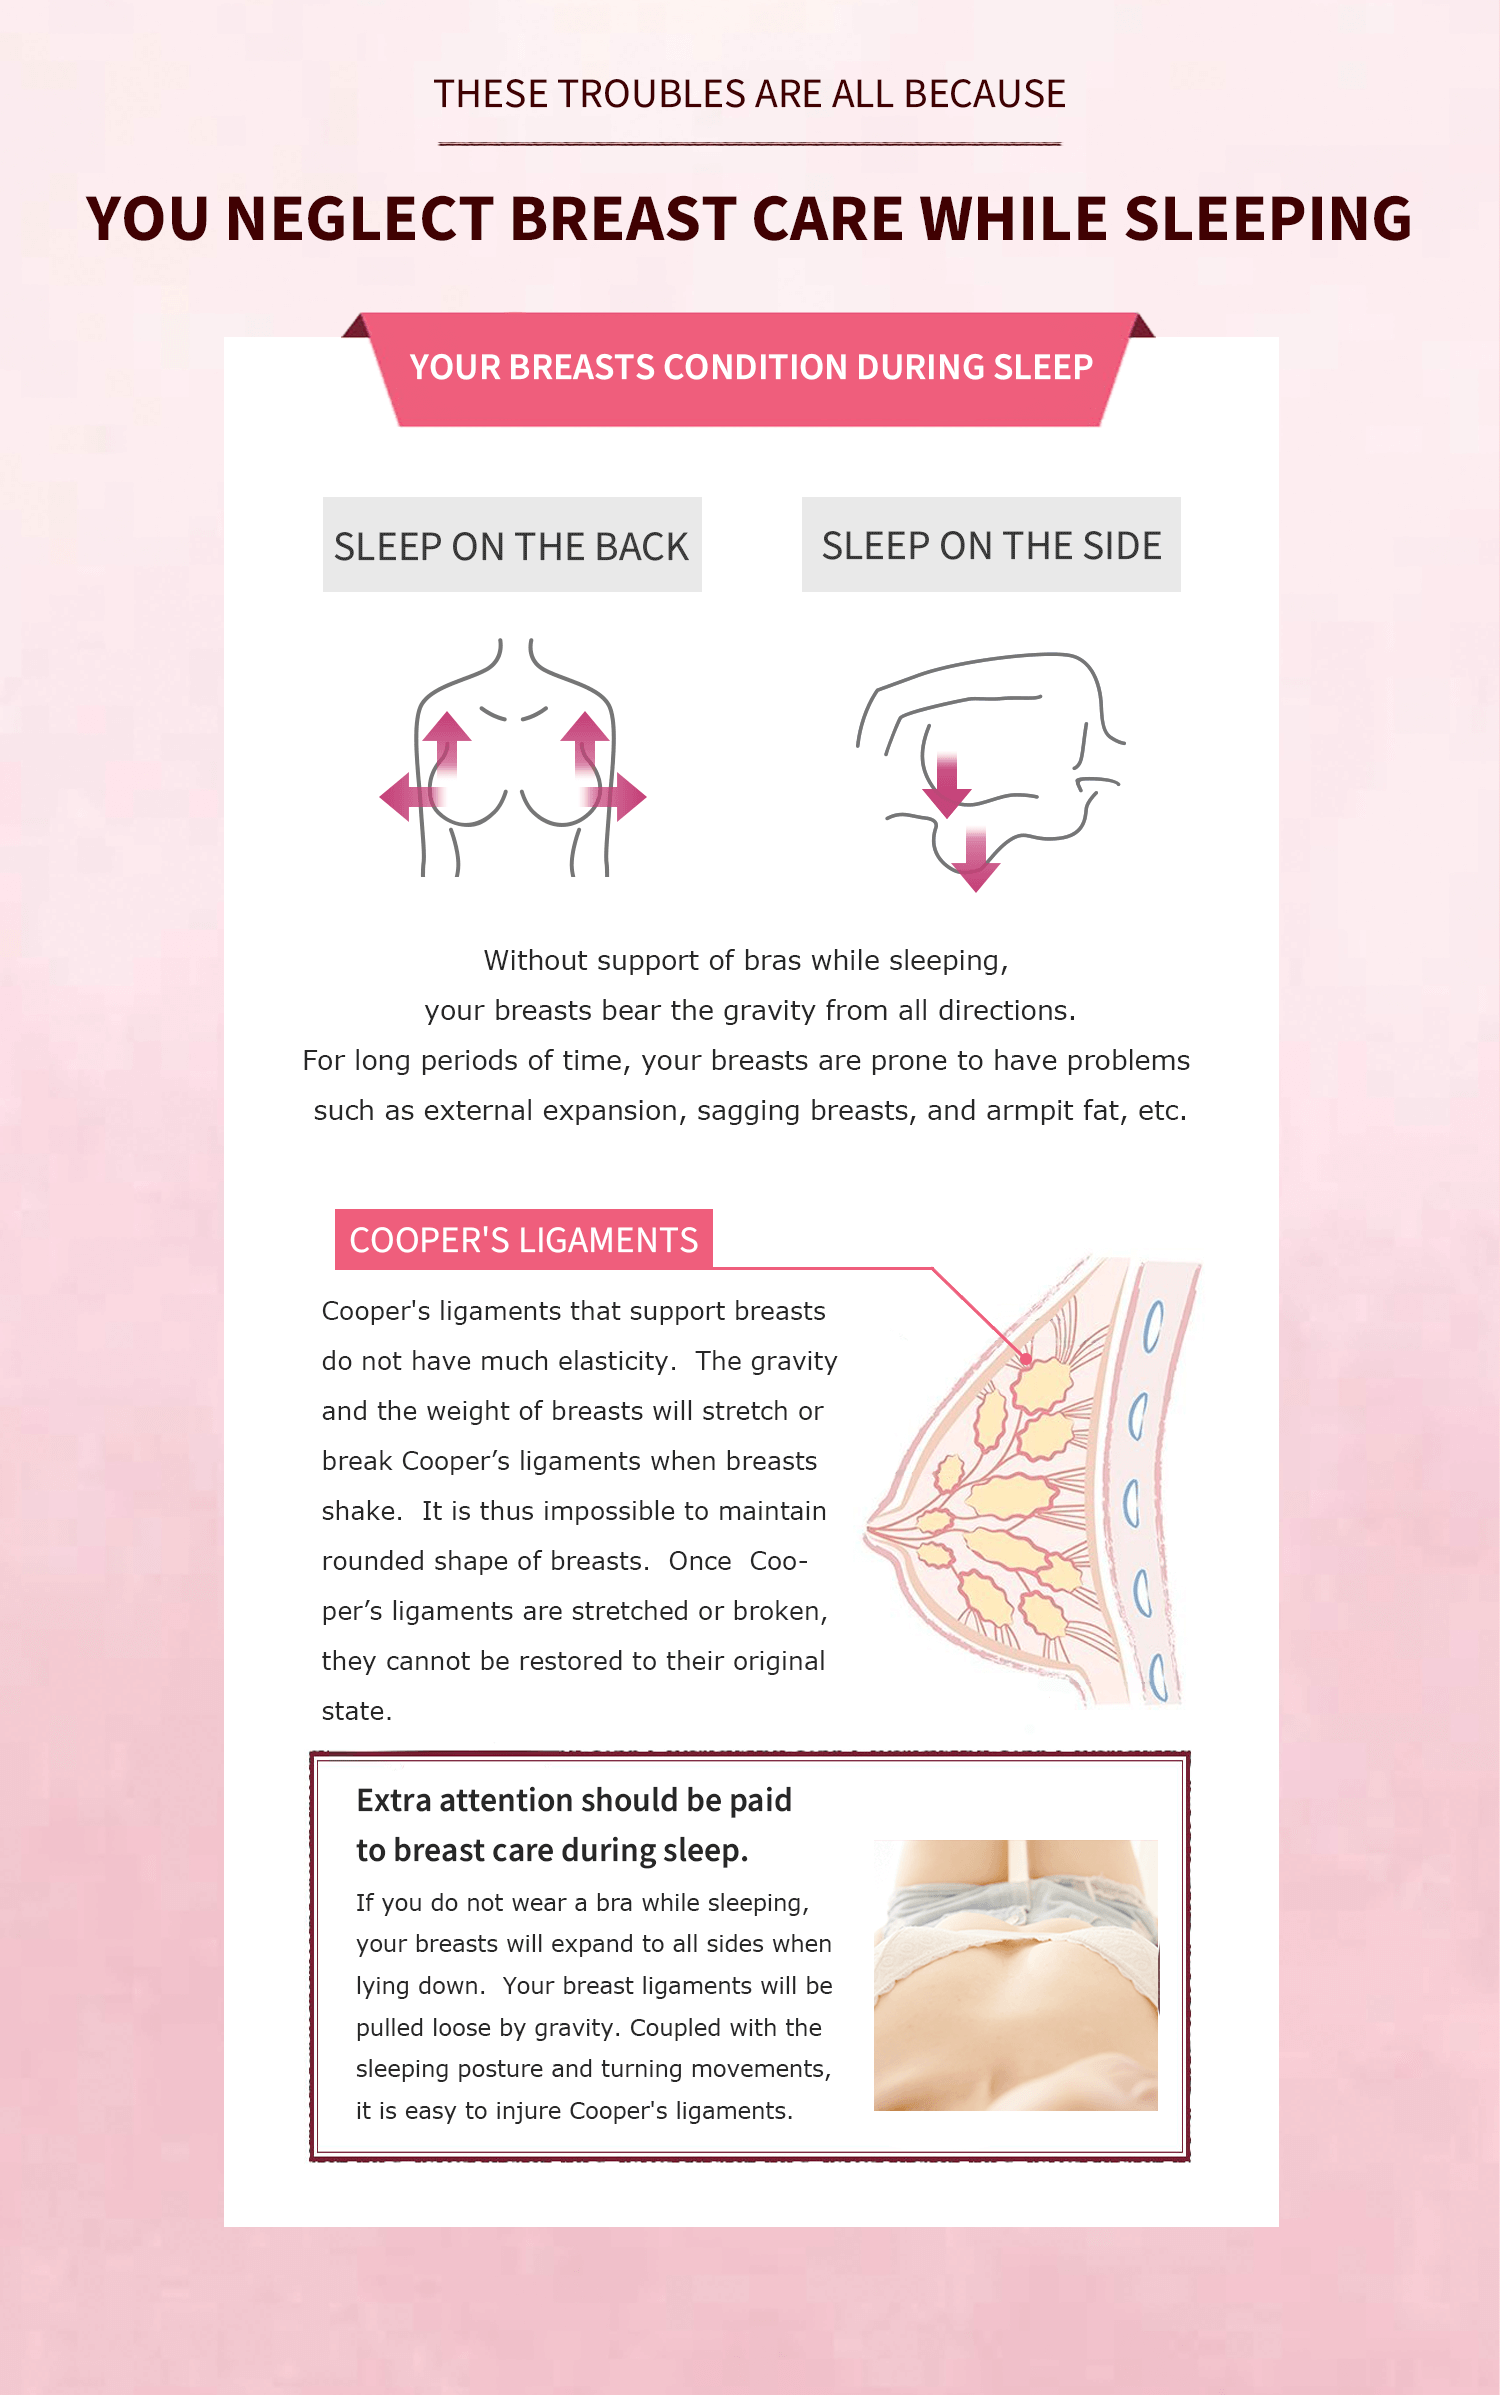 THESE TROUBLES ARE ALL BECAUSE
YOU NEGLECT BREAST CARE WHILE SLEEPING
YOUR BREASTS CONDITION DURING SLEEP
SLEEP ON THE BACK
SLEEP ON THE SIDE
Without support of bras while sleeping,
your breasts bear the gravity from all directions.
For long periods of time, your breasts are prone to have problems
such as external expansion, sagging breasts, and armpit fat, etc.
COOPER'S LIGAMENTS
Cooper's ligaments that support breasts
do not have much elasticity.  The gravity
and the weight of breasts will stretch or
break Cooper’s ligaments when breasts
shake.  It is thus impossible to maintain
rounded shape of breasts.  Once  Coo-
per’s ligaments are stretched or broken,
they cannot be restored to their original
state.
Extra attention should be paid
to breast care during sleep.
If you do not wear a bra while sleeping,
your breasts will expand to all sides when
lying down.  Your breast ligaments will be
pulled loose by gravity. Coupled with the
sleeping posture and turning movements,
it is easy to injure Cooper's ligaments.